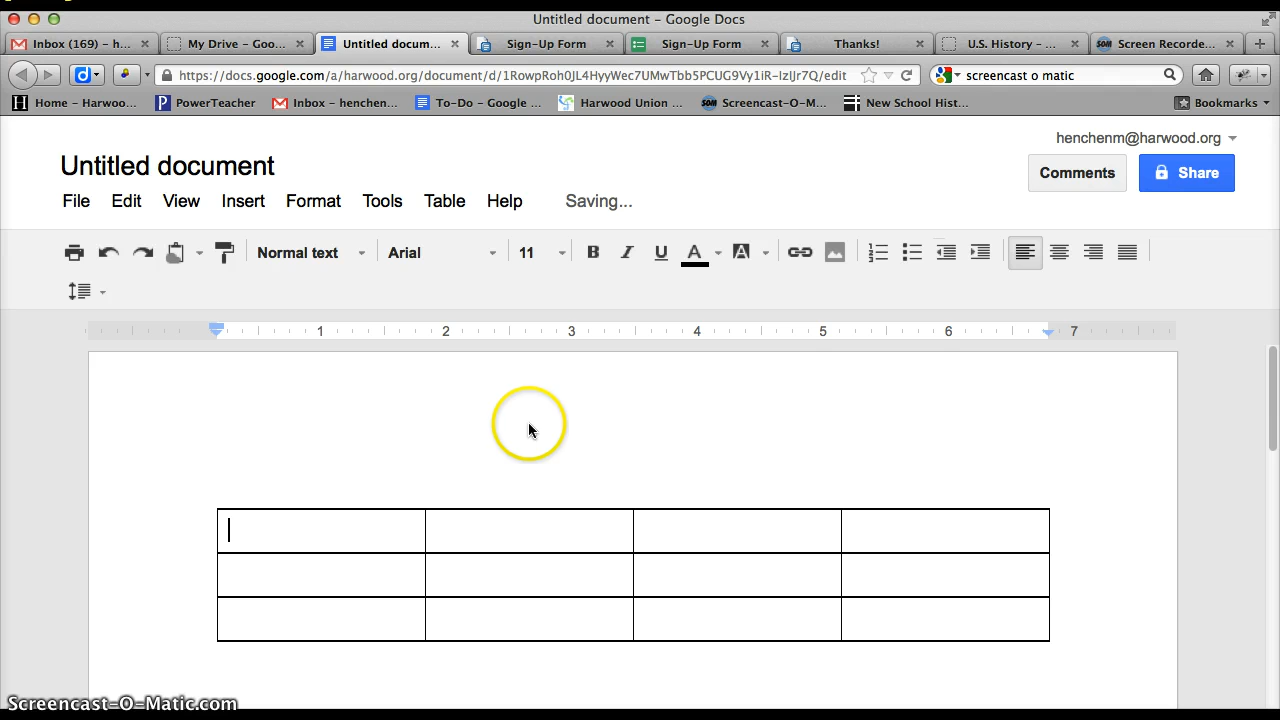 Untitled document - Google Docs
Inbox (169) - h... My Drive - Goo... Untitled docum... Sign-Up Form Sign-Up Form Thanks! U.S. History - ... Screen Recorde...
https://docs.google.com/a/harwood.org/document/d/1RowpRoh0JL4HyyWec7UMwTbb5PCUG9Vy1iR-IzIJr7Q/edit screencast o matic
Home - Harwoo... PowerTeacher Inbox - henchen... To-Do - Google ... Harwood Union ... Screencast-O-M... New School Hist... Bookmarks
henchenm@harwood.org
Untitled document
Comments Share
File Edit View Insert Format Tools Table Help Saving...
Normal text Arial 11 B I U A A
1 2 3 4 5 6 7
Screencast-O-Matic.com